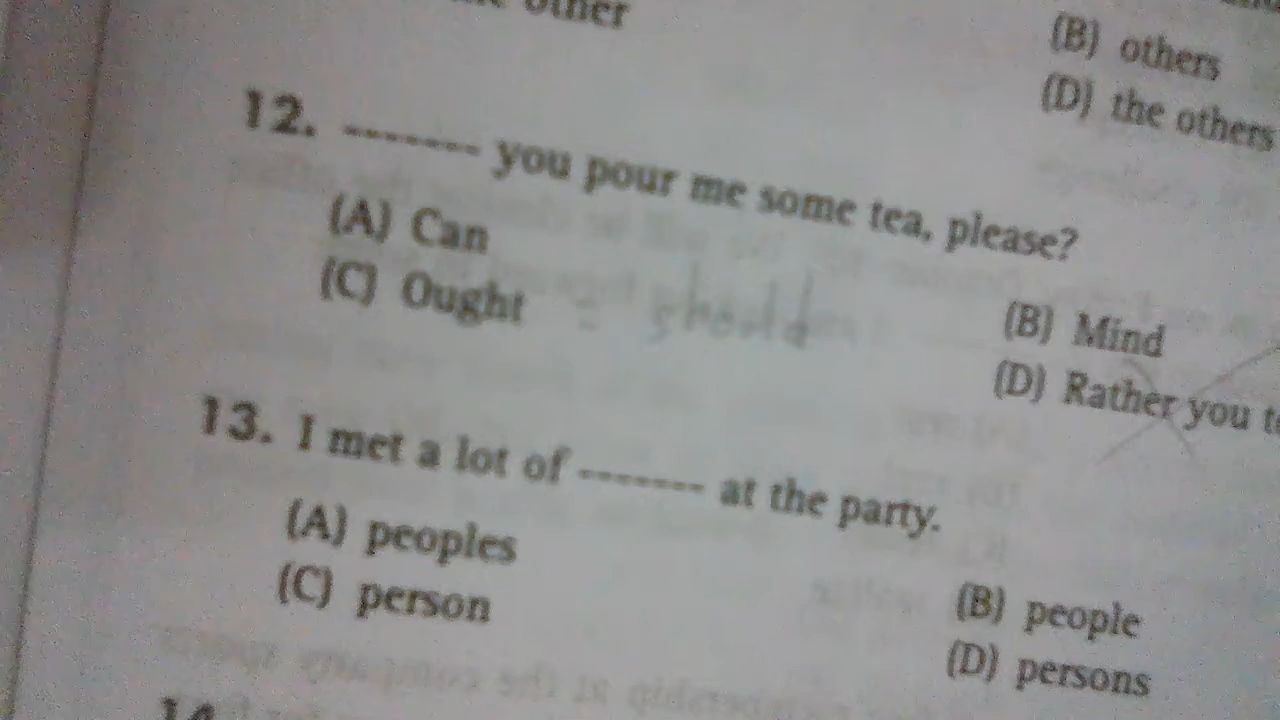 other
(B) others
(D) the others
12. ------- you pour me some tea, please?
(A) Can
(B) Mind
(C) Ought = should
(D) Rather you
13. I met a lot of ------- at the party.
(A) peoples
(B) people
(C) person
(D) persons
14